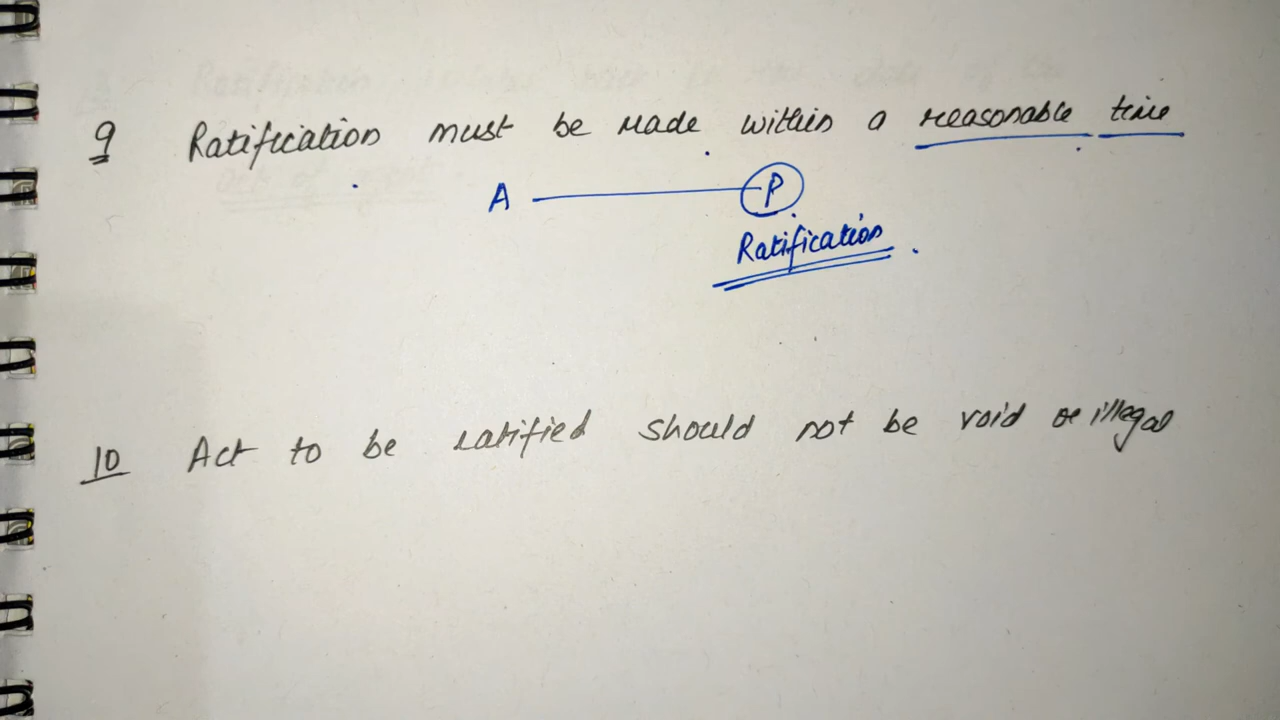 9 Ratification must be made within a reasonable time
A P
Ratification.
10 Act to be ratified should not be void or illegal